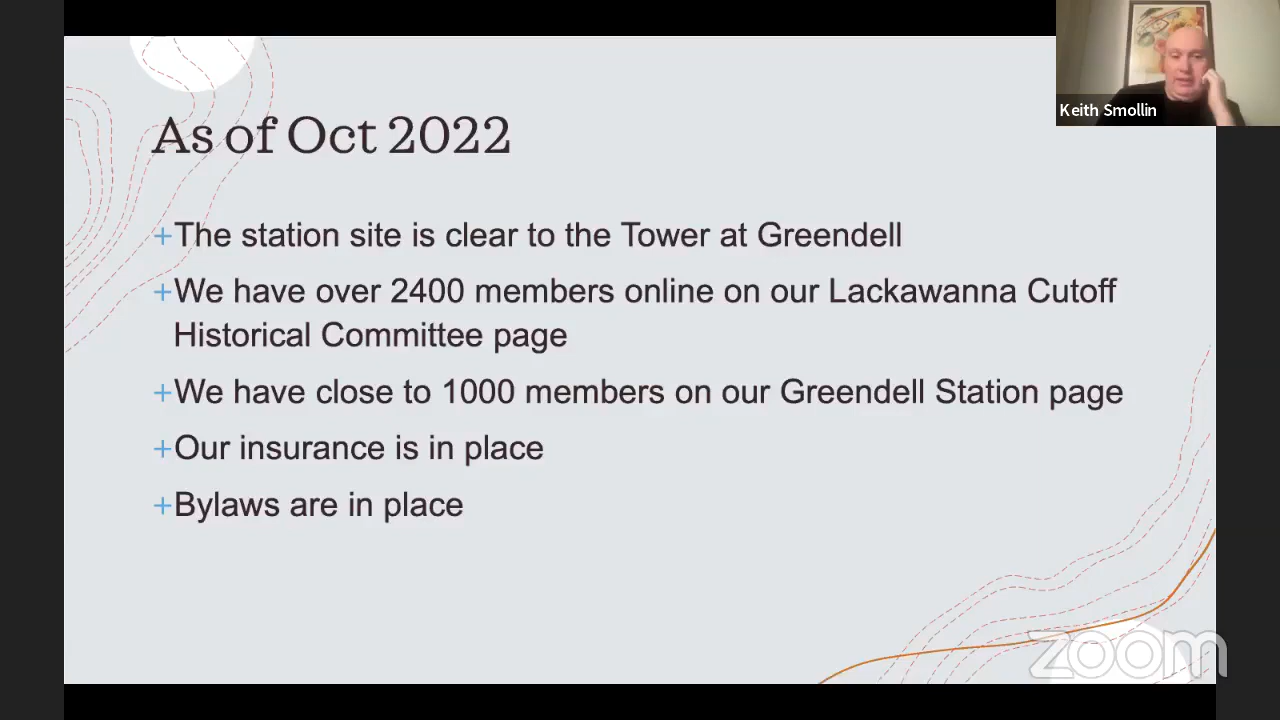 Keith Smollin
As of Oct 2022
+The station site is clear to the Tower at Greendell
+We have over 2400 members online on our Lackawanna Cutoff
Historical Committee page
+We have close to 1000 members on our Greendell Station page
+Our insurance is in place
+Bylaws are in place
zoom